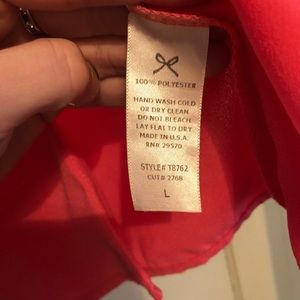 100% POLYESTER
HAND WASH COLD
OR DRY CLEAN
DO NOT BLEACH
LAY FLAT TO DRY
MADE IN U.S.A.
RN# 29570
STYLE# T8762
CUT# 2768
L